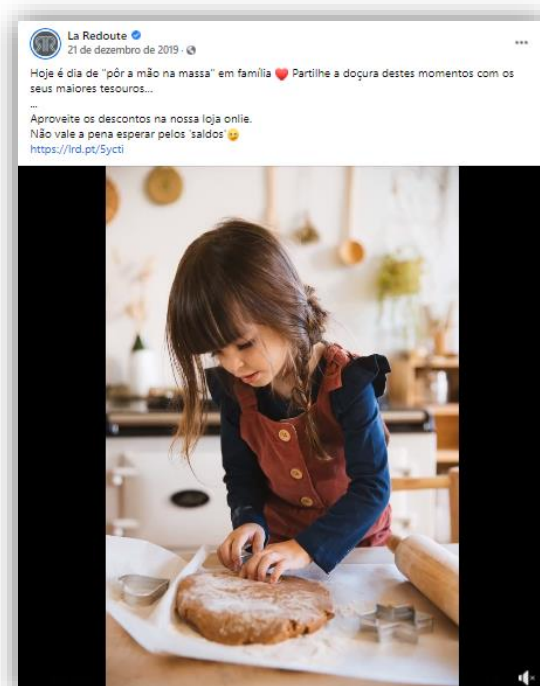 La Redoute
21 de dezembro de 2019 ·
Hoje é dia de "pôr a mão na massa" em família ❤️ Partilhe a doçura destes momentos com os
seus maiores tesouros...
...
Aproveite os descontos na nossa loja onlie.
Não vale a pena esperar pelos 'saldos'😉
https://lrd.pt/5ycti